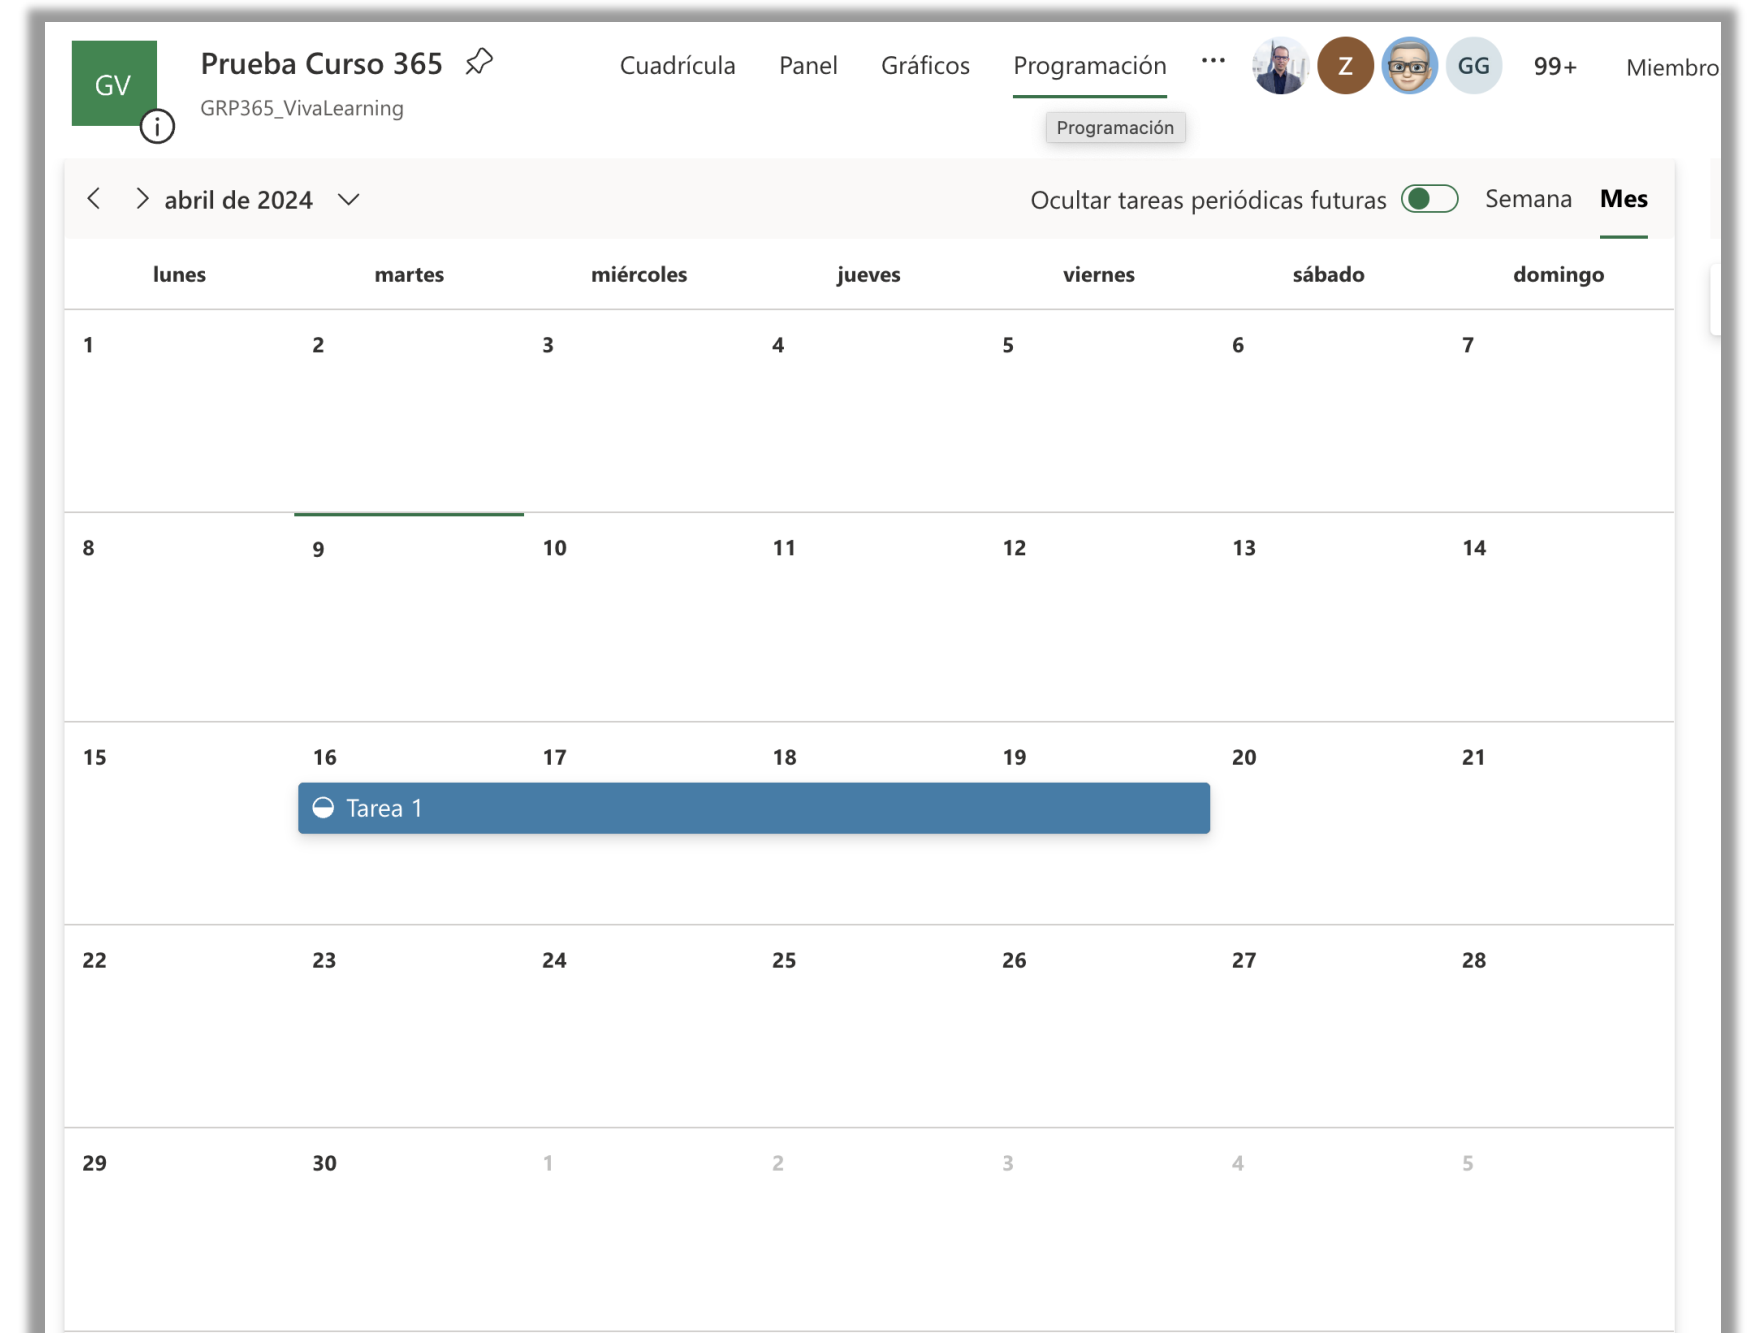 GV
Prueba Curso 365
GRP365_VivaLearning
Cuadrícula Panel Gráficos Programación ... Z GG 99+ Miembro
Programación
abril de 2024 Ocultar tareas periódicas futuras Semana Mes
lunes martes miércoles jueves viernes sábado domingo
1 2 3 4 5 6 7
8 9 10 11 12 13 14
15 16 17 18 19 20 21
Tarea 1
22 23 24 25 26 27 28
29 30 1 2 3 4 5